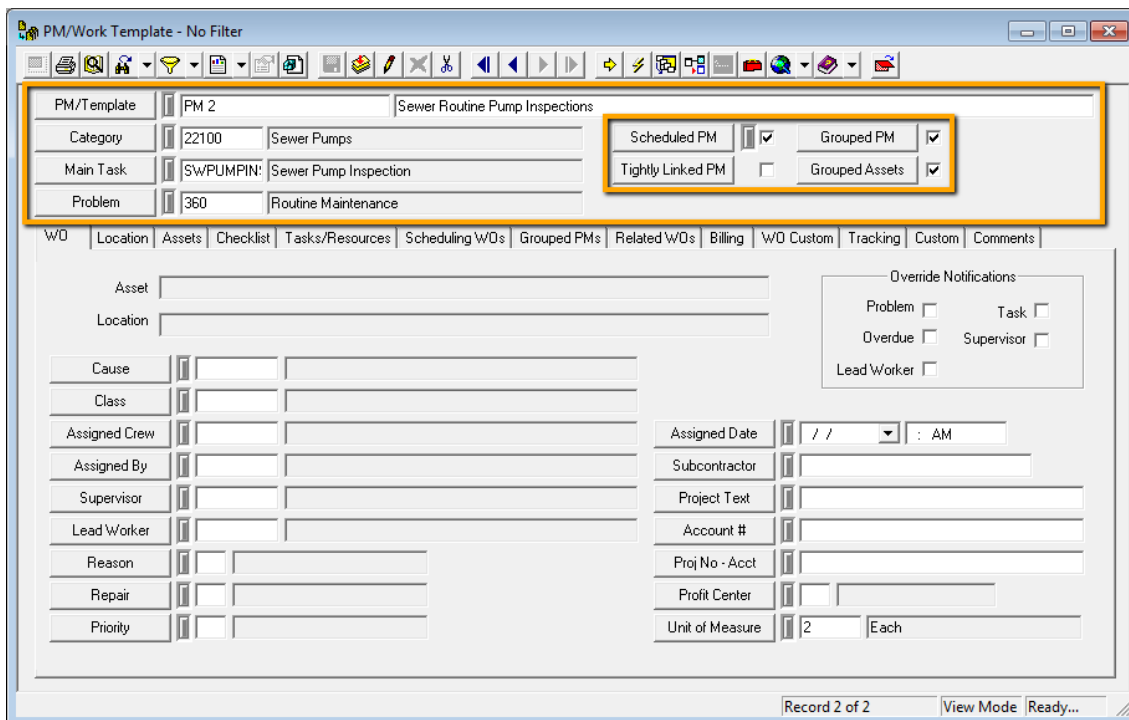 PM/Work Template - No Filter
PM/Template PM 2 Sewer Routine Pump Inspections
Category 22100 Sewer Pumps Scheduled PM Grouped PM
Main Task SWPUMPIN Sewer Pump Inspection Tightly Linked PM Grouped Assets
Problem 360 Routine Maintenance
WO Location Assets Checklist Tasks/Resources Scheduling WOs Grouped PMs Related WOs Billing WO Custom Tracking Custom Comments
Override Notifications
Asset
Problem Task
Location
Overdue Supervisor
Cause
Lead Worker
Class
Assigned Crew Assigned Date / / : AM
Assigned By Subcontractor
Supervisor Project Text
Lead Worker Account #
Reason Proj No - Acct
Repair Profit Center
Priority Unit of Measure 2 Each
Record 2 of 2 View Mode Ready...